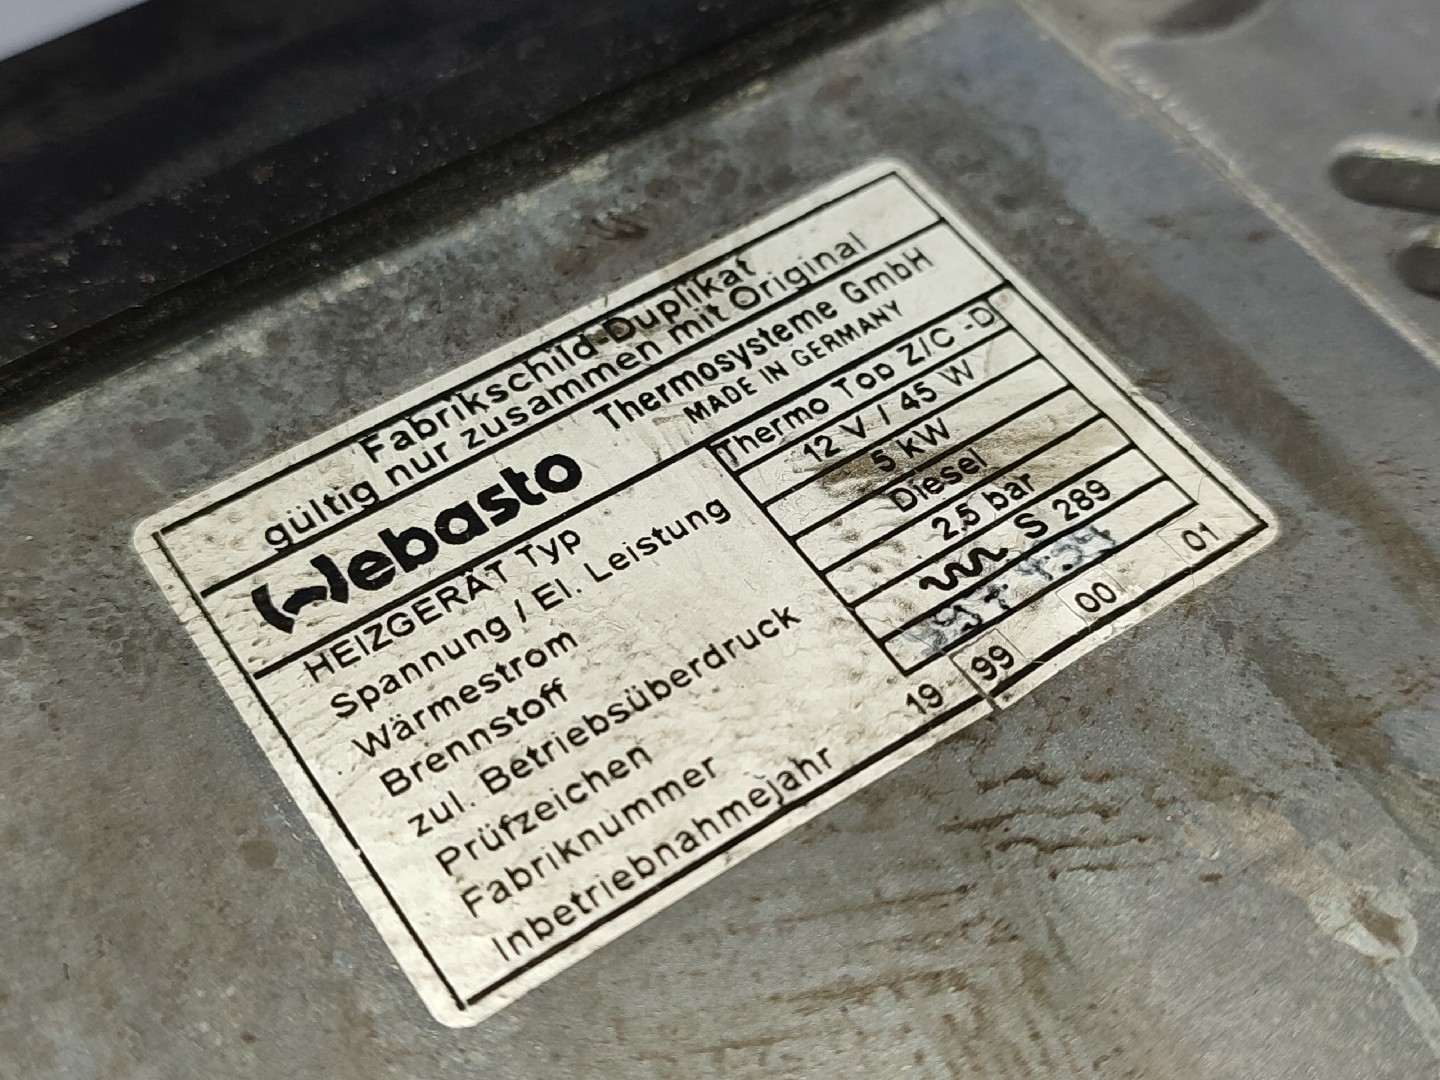 Fabrikschild-Duplikat
gültig nur zusammen mit Original
Webasto Thermosysteme GmbH
MADE IN GERMANY
HEIZGERÄT Typ Thermo Top Z/C -D
Spannung / El. Leistung 12 V / 45 W
Wärmestrom 5 kW
Brennstoff Diesel
zul. Betriebsüberdruck 2,5 bar
Prüfzeichen S 289
Fabriknummer
Inbetriebnahmejahr 19 99 00 01